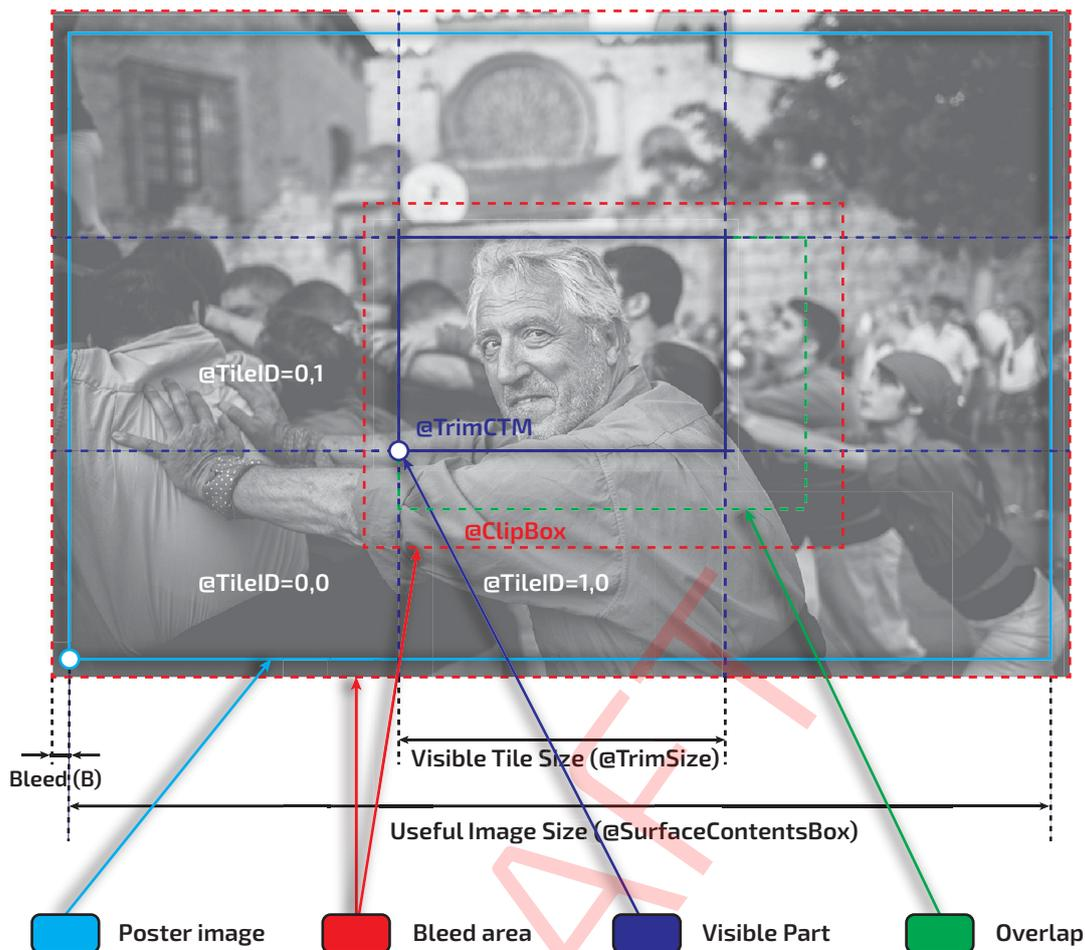 @TileID=0,1
@TrimCTM
@ClipBox
@TileID=0,0
@TileID=1,0
Visible Tile Size (@TrimSize)
Bleed (B)
Useful Image Size (@SurfaceContentsBox)
AFT
Poster image
Bleed area
Visible Part
Overlap